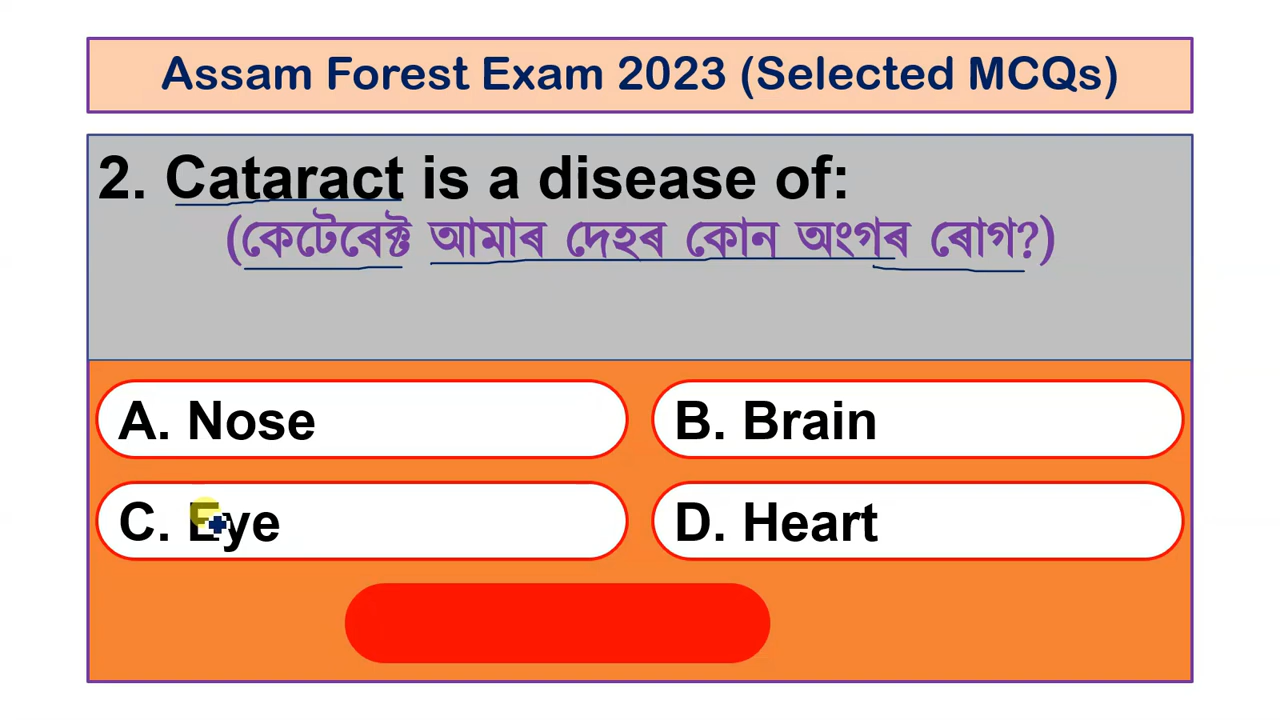 Assam Forest Exam 2023 (Selected MCQs)
2. Cataract is a disease of:
(কেটেৰেক্ট আমাৰ দেহৰ কোন অংগৰ ৰোগ?)
A. Nose
B. Brain
C. Eye
D. Heart